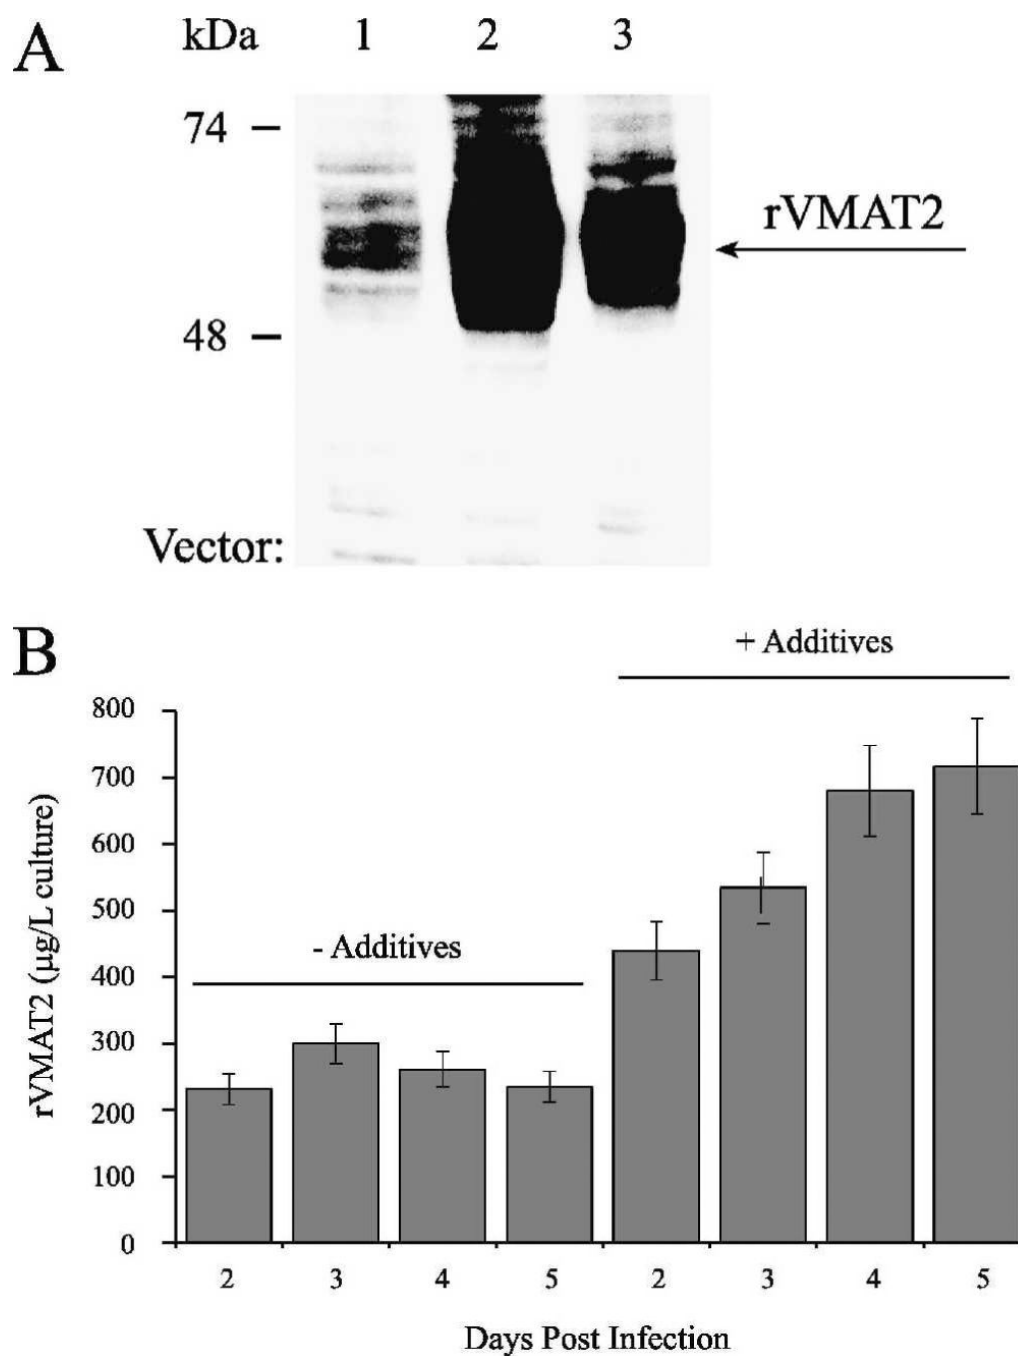 A
kDa 1 2 3
74
rVMAT2
48
Vector:
B
+ Additives
800
700
600
500
400
300
200
100
0
- Additives
rVMAT2 (µg/L culture)
2 3 4 5 2 3 4 5
Days Post Infection